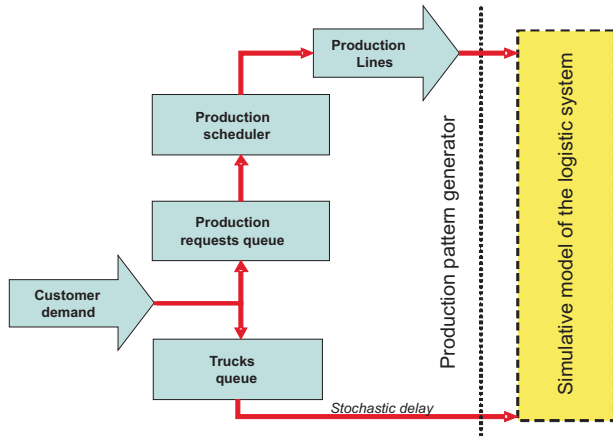 Production
Lines
Production
scheduler
Production
requests queue
Customer
demand
Trucks
queue
Stochastic delay
Production pattern generator
Simulative model of the logistic system